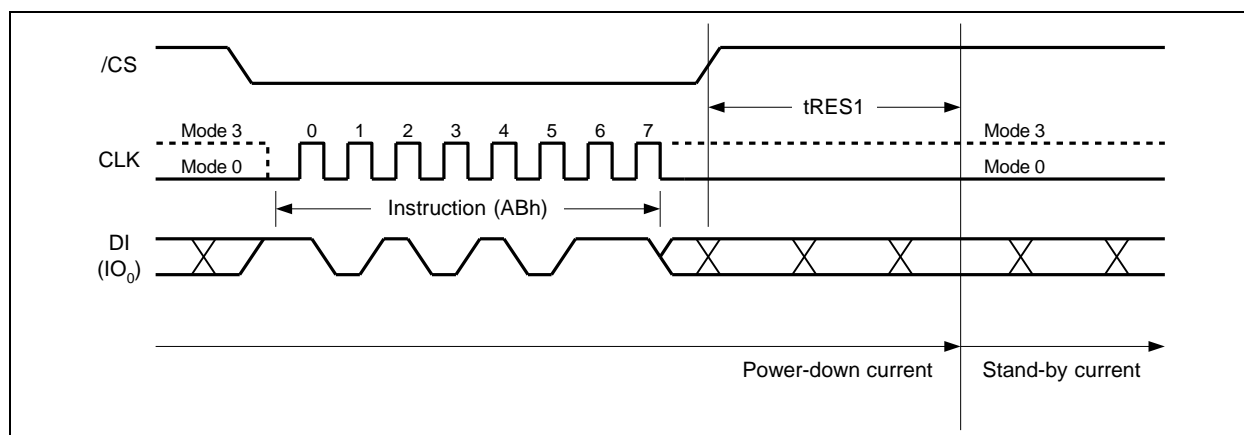 /CS
tRES1
Mode 3
0 1 2 3 4 5 6 7
Mode 3
CLK
Mode 0
Mode 0
Instruction (ABh)
DI
(IO0)
Power-down current
Stand-by current